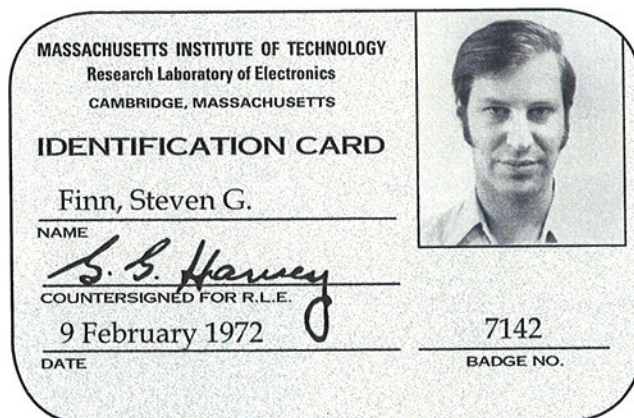 MASSACHUSETTS INSTITUTE OF TECHNOLOGY
Research Laboratory of Electronics
CAMBRIDGE, MASSACHUSETTS
IDENTIFICATION CARD
Finn, Steven G.
NAME
G. G. Harvey
COUNTERSIGNED FOR R.L.E.
9 February 1972
DATE
7142
BADGE NO.